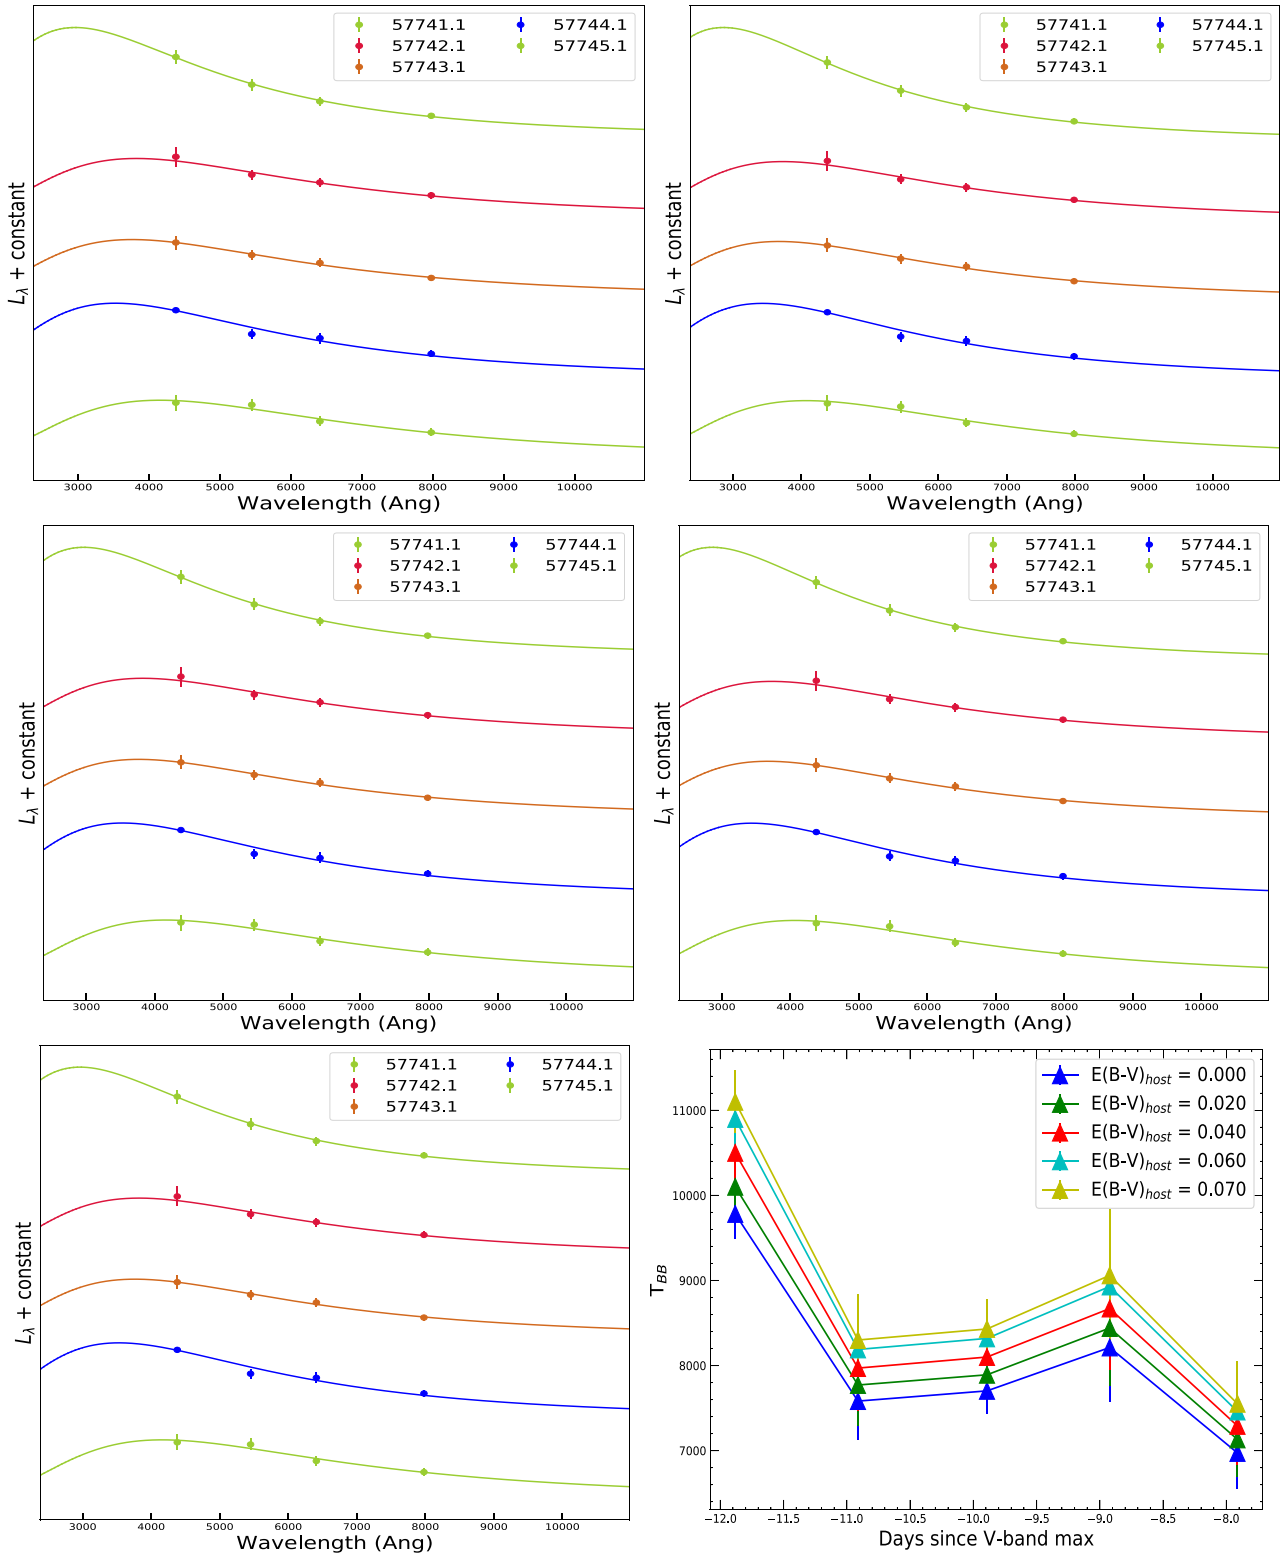 57741.1 57744.1
57742.1 57745.1
57743.1
L_λ + constant
3000 4000 5000 6000 7000 8000 9000 10000
Wavelength (Ang)
57741.1 57744.1
57742.1 57745.1
57743.1
L_λ + constant
3000 4000 5000 6000 7000 8000 9000 10000
Wavelength (Ang)
57741.1 57744.1
57742.1 57745.1
57743.1
L_λ + constant
3000 4000 5000 6000 7000 8000 9000 10000
Wavelength (Ang)
57741.1 57744.1
57742.1 57745.1
57743.1
L_λ + constant
3000 4000 5000 6000 7000 8000 9000 10000
Wavelength (Ang)
57741.1 57744.1
57742.1 57745.1
57743.1
L_λ + constant
3000 4000 5000 6000 7000 8000 9000 10000
Wavelength (Ang)
E(B-V)_host = 0.000
E(B-V)_host = 0.020
E(B-V)_host = 0.040
E(B-V)_host = 0.060
E(B-V)_host = 0.070
11000
10000
9000
8000
7000
T_BB
−12.0 −11.5 −11.0 −10.5 −10.0 −9.5 −9.0 −8.5 −8.0
Days since V-band max